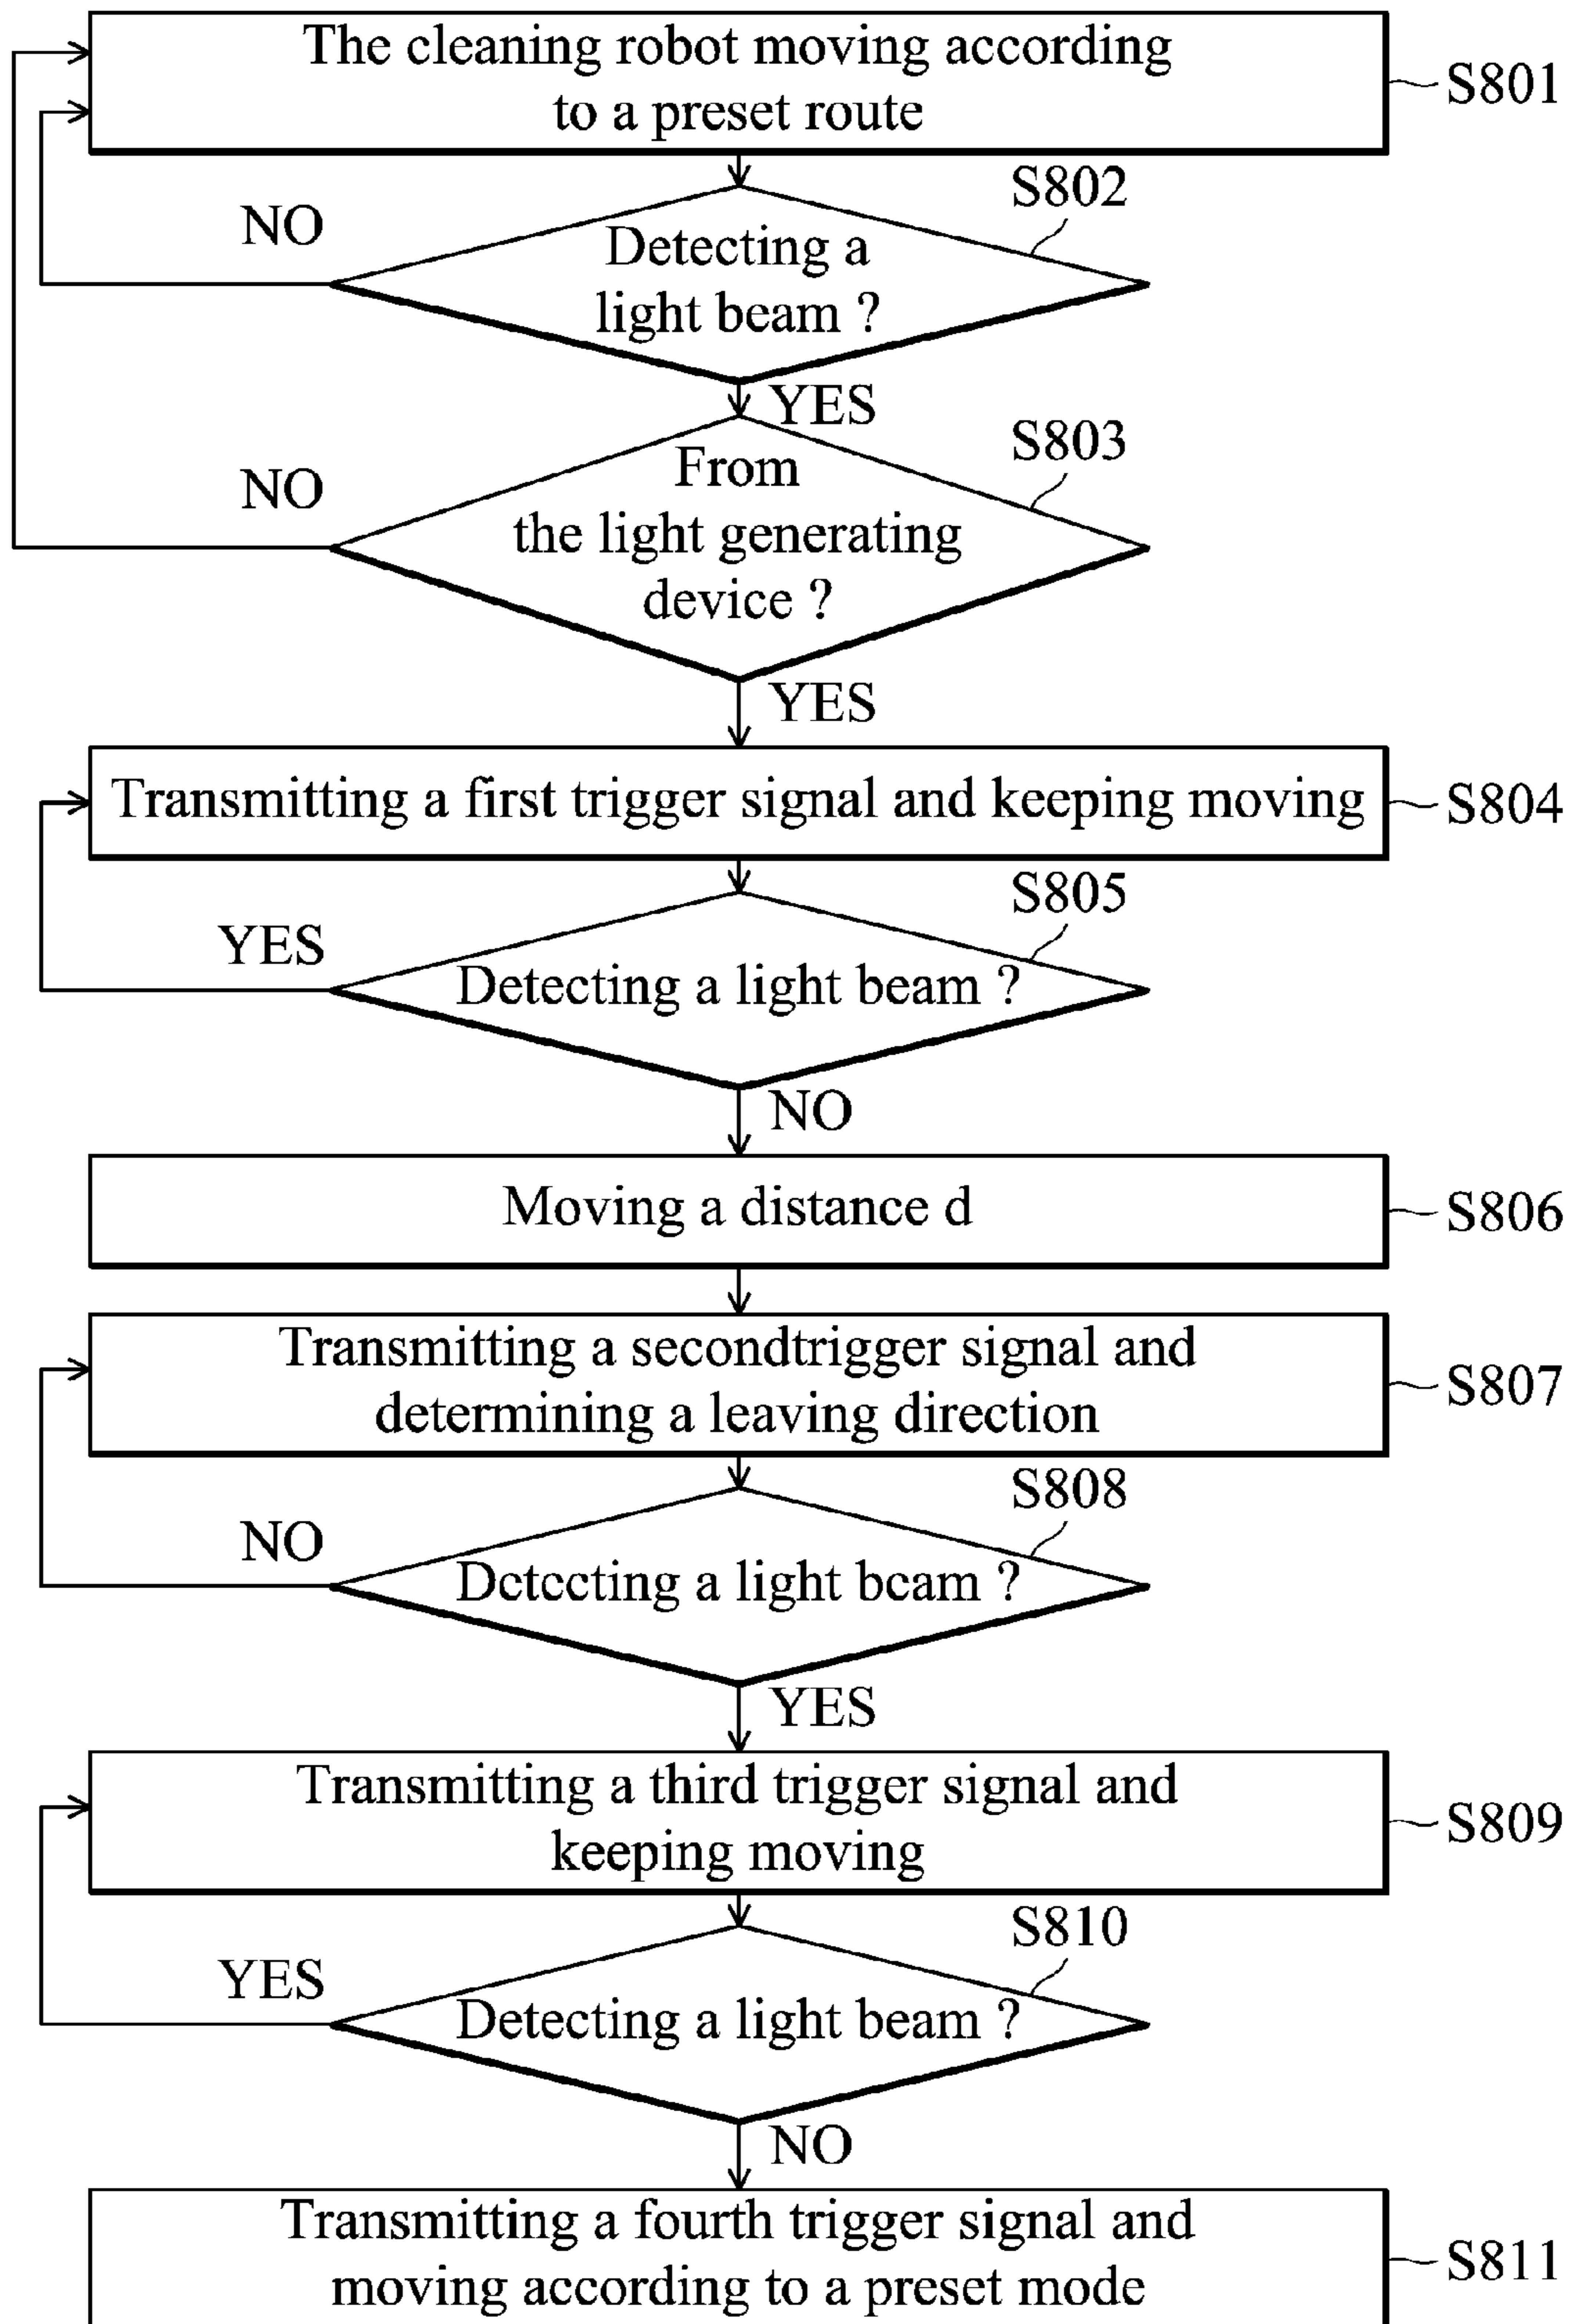 The cleaning robot moving according
to a preset route
S801
S802
NO
Detecting a
light beam ?
YES
S803
NO
From
the light generating
device ?
YES
Transmitting a first trigger signal and keeping moving
S804
S805
YES
Detecting a light beam ?
NO
Moving a distance d
S806
Transmitting a secondtrigger signal and
determining a leaving direction
S807
S808
NO
Detecting a light beam ?
YES
Transmitting a third trigger signal and
keeping moving
S809
S810
YES
Detecting a light beam ?
NO
Transmitting a fourth trigger signal and
moving according to a preset mode
S811